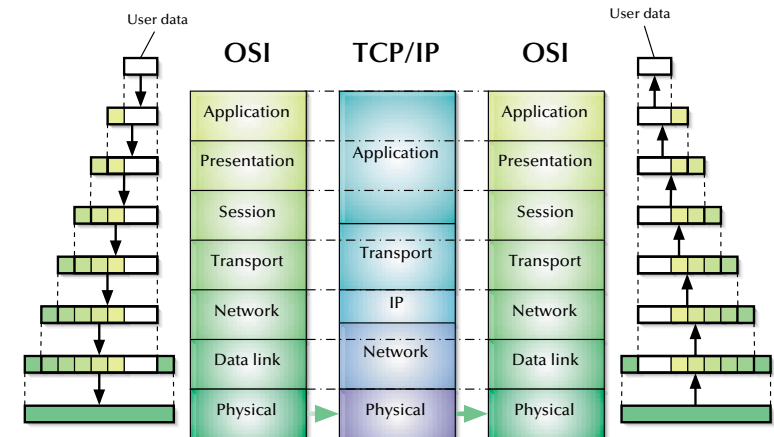 User data
User data
OSI
TCP/IP
OSI
Application
Presentation
Session
Transport
Network
Data link
Physical
Application
Transport
IP
Network
Physical
Application
Presentation
Session
Transport
Network
Data link
Physical